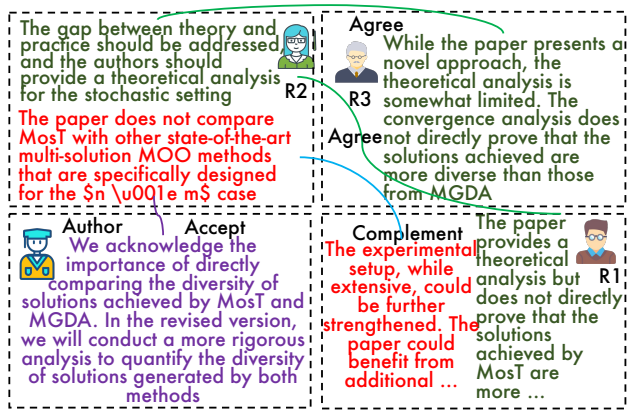 The gap between theory and
practice should be addressed,
and the authors should
provide a theoretical analysis
for the stochastic setting
R2
The paper does not compare
MosT with other state-of-the-art
multi-solution MOO methods
that are specifically designed
for the $n \u001e m$ case
Agree
R3
While the paper presents a
novel approach, the
theoretical analysis is
somewhat limited. The
convergence analysis does
Agree
not directly prove that the
solutions achieved are
more diverse than those
from MGDA
Author
Accept
We acknowledge the
importance of directly
comparing the diversity of
solutions achieved by MosT and
MGDA. In the revised version,
we will conduct a more rigorous
analysis to quantify the diversity
of solutions generated by both
methods
Complement
The experimental
setup, while
extensive, could
be further
strengthened. The
paper could
benefit from
additional ...
The paper
provides a
theoretical
analysis but
does not directly
prove that the
solutions
achieved by
MosT are
more ...
R1